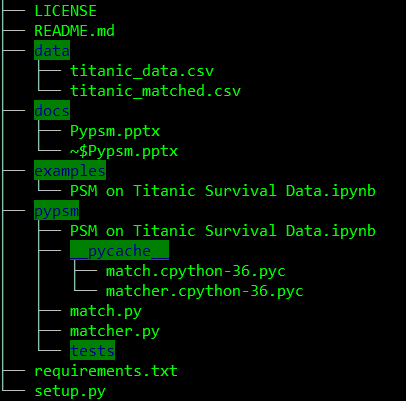 ├── LICENSE
├── README.md
├── data
│   ├── titanic_data.csv
│   └── titanic_matched.csv
├── docs
│   ├── Pypsm.pptx
│   └── ~$Pypsm.pptx
├── examples
│   └── PSM on Titanic Survival Data.ipynb
├── pypsm
│   ├── PSM on Titanic Survival Data.ipynb
│   ├── __pycache__
│   │   ├── match.cpython-36.pyc
│   │   └── matcher.cpython-36.pyc
│   ├── match.py
│   ├── matcher.py
│   └── tests
├── requirements.txt
└── setup.py